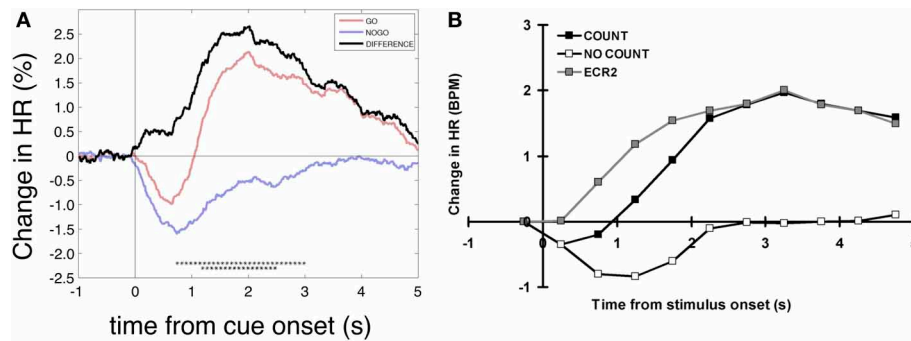 A
GO
NOGO
DIFFERENCE
Change in HR (%)
2.5
2.0
1.5
1.0
0.5
0
-0.5
-1.0
-1.5
-2.0
-2.5
-1 0 1 2 3 4 5
time from cue onset (s)
B
COUNT
NO COUNT
ECR2
Change in HR (BPM)
3
2
1
0
-1
-1 0 1 2 3 4 5
Time from stimulus onset (s)